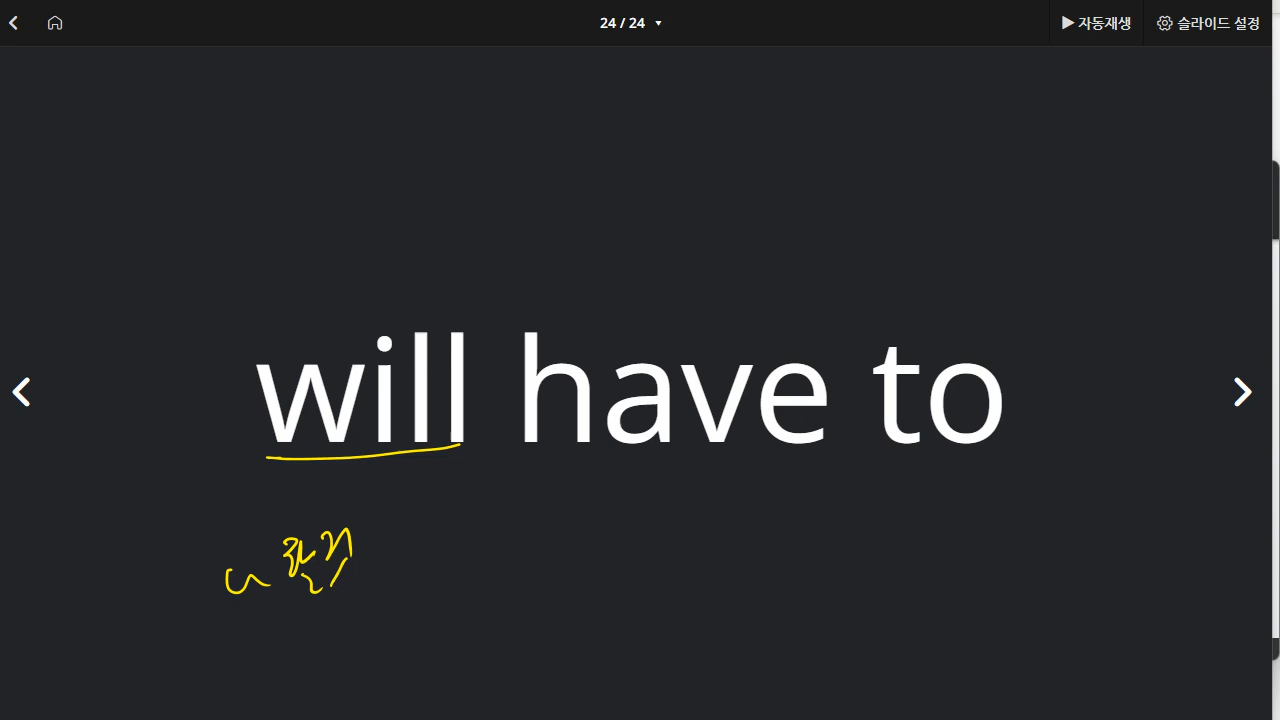 24 / 24
자동재생
슬라이드 설정
will have to
~할 것